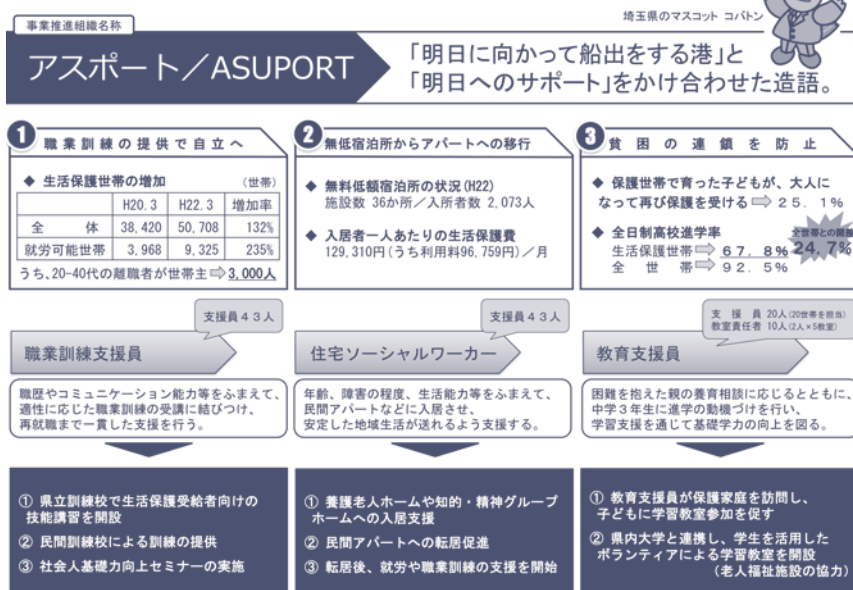 埼玉県のマスコット コバトン
事業推進組織名称
アスポート／ASUPORT
「明日に向かって船出をする港」と
「明日へのサポート」をかけ合わせた造語。
1 職業訓練の提供で自立へ
◆ 生活保護世帯の増加 (世帯)
H20.3 H22.3 増加率
全体 38,420 50,708 132%
就労可能世帯 3,968 9,325 235%
うち、20-40代の離職者が世帯主⇨3,000人
支援員43人
職業訓練支援員
職歴やコミュニケーション能力等をふまえて、
適性に応じた職業訓練の受講に結びつけ、
再就職まで一貫した支援を行う。
① 県立訓練校で生活保護受給者向けの
技能講習を開設
② 民間訓練校による訓練の提供
③ 社会人基礎力向上セミナーの実施
2 無低宿泊所からアパートへの移行
◆ 無料低額宿泊所の状況(H22)
施設数 36か所／入所者数 2,073人
◆ 入居者一人あたりの生活保護費
129,310円(うち利用料96,759円)／月
支援員43人
住宅ソーシャルワーカー
年齢、障害の程度、生活能力等をふまえて、
民間アパートなどに入居させ、
安定した地域生活が送れるよう支援する。
① 養護老人ホームや知的・精神グループ
ホームへの入居支援
② 民間アパートへの転居促進
③ 転居後、就労や職業訓練の支援を開始
3 貧困の連鎖を防止
◆ 保護世帯で育った子どもが、大人に
なって再び保護を受ける⇨25.1%
◆ 全日制高校進学率
生活保護世帯⇨67.8%
全世帯⇨92.5%
全世帯との開差
24.7%
支援員 20人(20世帯を担当)
教室責任者 10人(2人×5教室)
教育支援員
困難を抱えた親の養育相談に応じるとともに、
中学3年生に進学の動機づけを行い、
学習支援を通じて基礎学力の向上を図る。
① 教育支援員が保護家庭を訪問し、
子どもに学習教室参加を促す
② 県内大学と連携し、学生を活用した
ボランティアによる学習教室を開設
(老人福祉施設の協力)